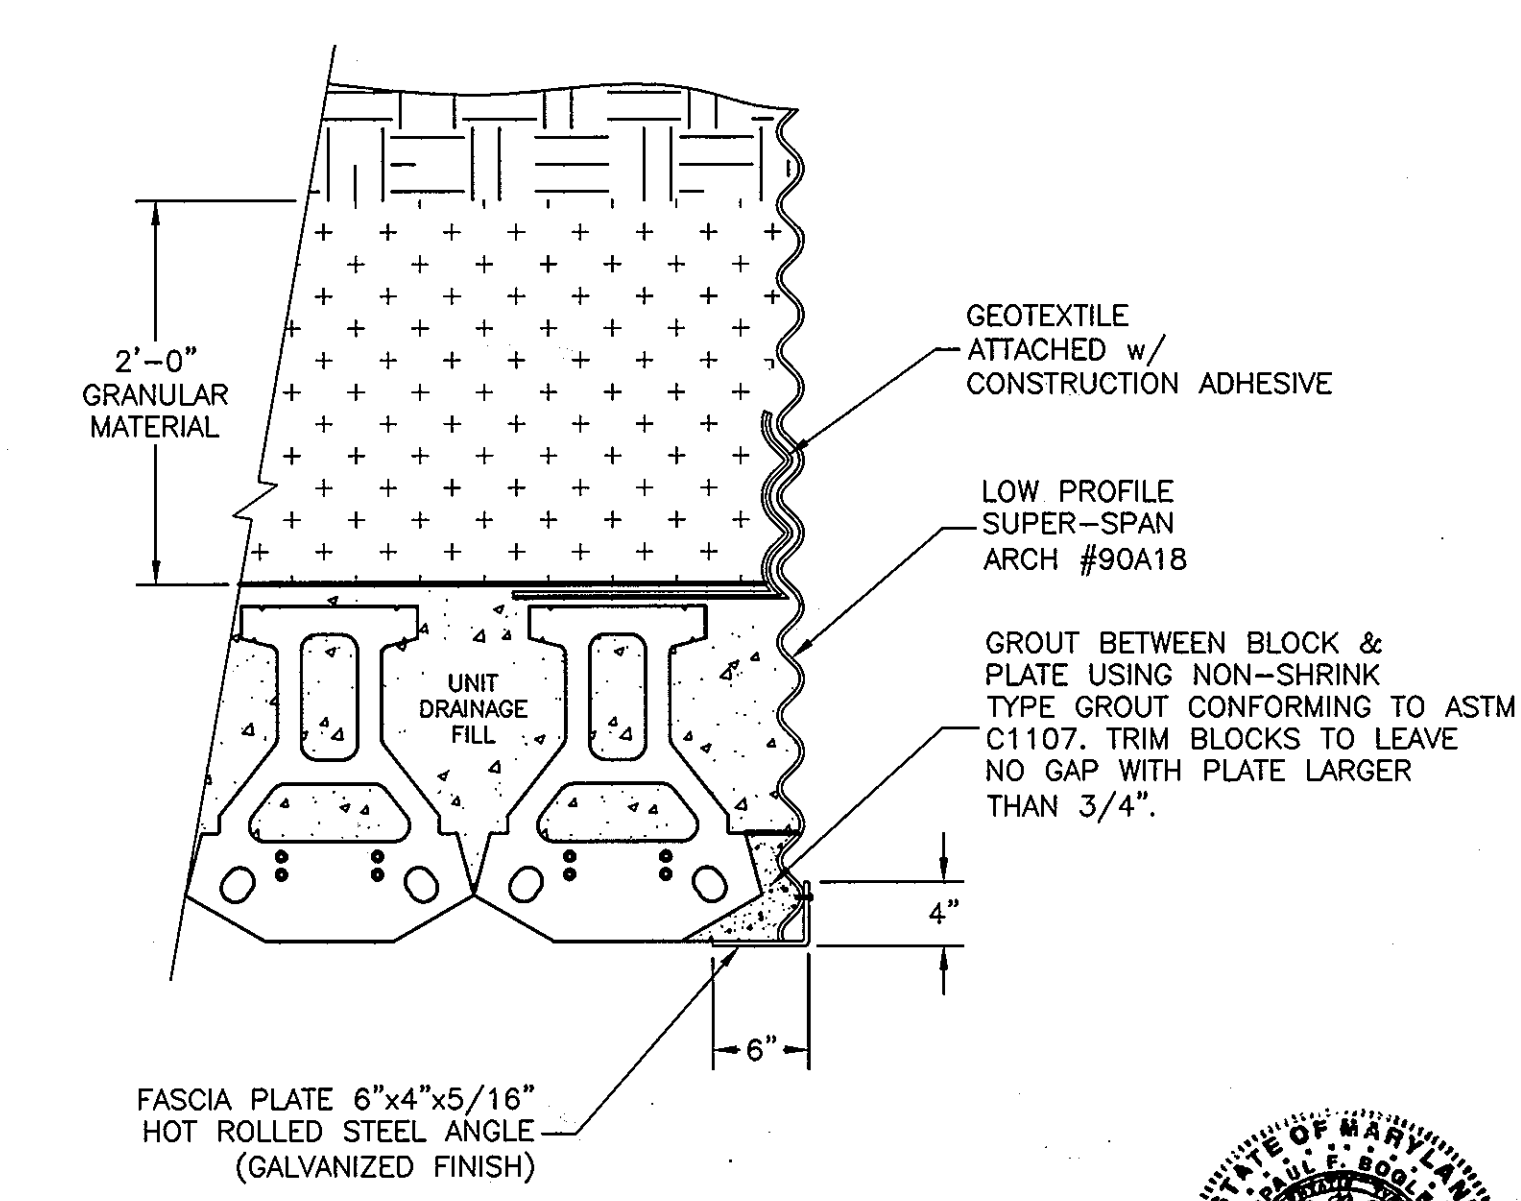 GEOTEXTILE
ATTACHED w/
CONSTRUCTION ADHESIVE
2'-0"
GRANULAR
MATERIAL
LOW PROFILE
SUPER-SPAN
ARCH #90A18
GROUT BETWEEN BLOCK &
PLATE USING NON-SHRINK
TYPE GROUT CONFORMING TO ASTM
C1107. TRIM BLOCKS TO LEAVE
NO GAP WITH PLATE LARGER
THAN 3/4".
UNIT
DRAINAGE
FILL
4"
6"
FASCIA PLATE 6"x4"x5/16"
HOT ROLLED STEEL ANGLE
(GALVANIZED FINISH)
STATE OF MARYLAN
PAUL F. BOGLE